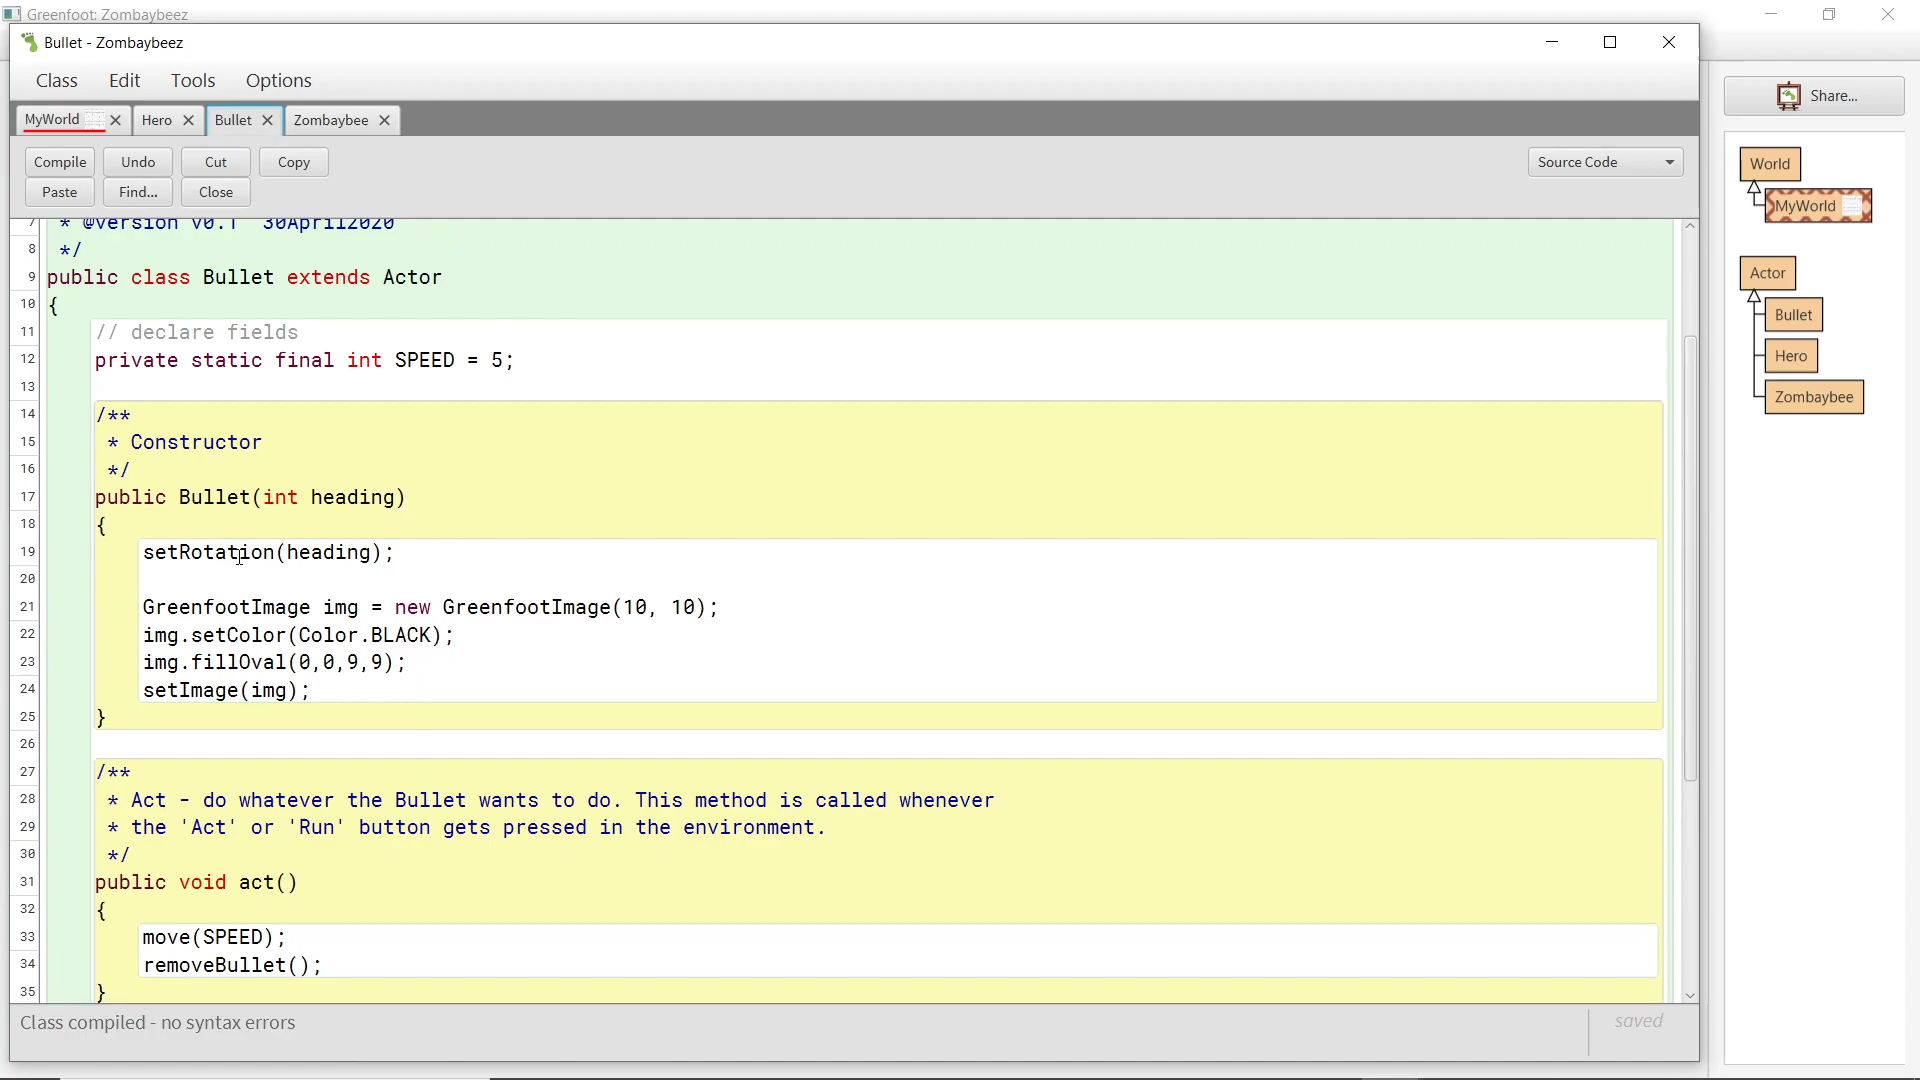 Greenfoot: Zombaybeez
Bullet - Zombaybeez
Class Edit Tools Options
Share...
MyWorld Hero Bullet Zombaybee
Compile Undo Cut Copy
Source Code
Paste Find... Close
World
MyWorld
Actor
Bullet
Hero
Zombaybee
7 * @version v0.1 30April2020
8 */
9 public class Bullet extends Actor
10 {
11 // declare fields
12 private static final int SPEED = 5;
13
14 /**
15 * Constructor
16 */
17 public Bullet(int heading)
18 {
19 setRotation(heading);
20
21 GreenfootImage img = new GreenfootImage(10, 10);
22 img.setColor(Color.BLACK);
23 img.fillOval(0,0,9,9);
24 setImage(img);
25 }
26
27 /**
28 * Act - do whatever the Bullet wants to do. This method is called whenever
29 * the 'Act' or 'Run' button gets pressed in the environment.
30 */
31 public void act()
32 {
33 move(SPEED);
34 removeBullet();
35 }
Class compiled - no syntax errors
saved